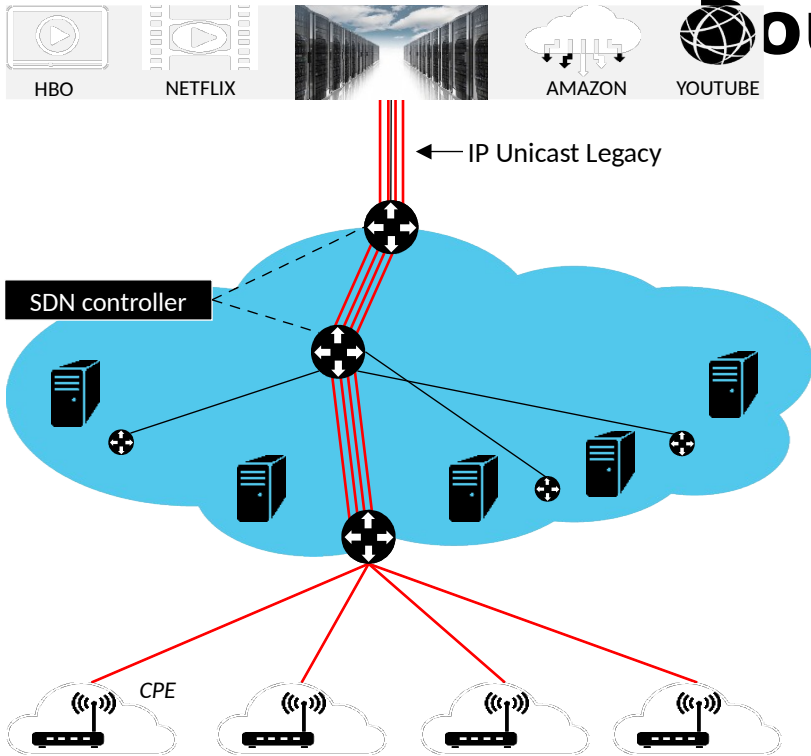 HBO
NETFLIX
AMAZON
YOUTUBE
IP Unicast Legacy
SDN controller
CPE